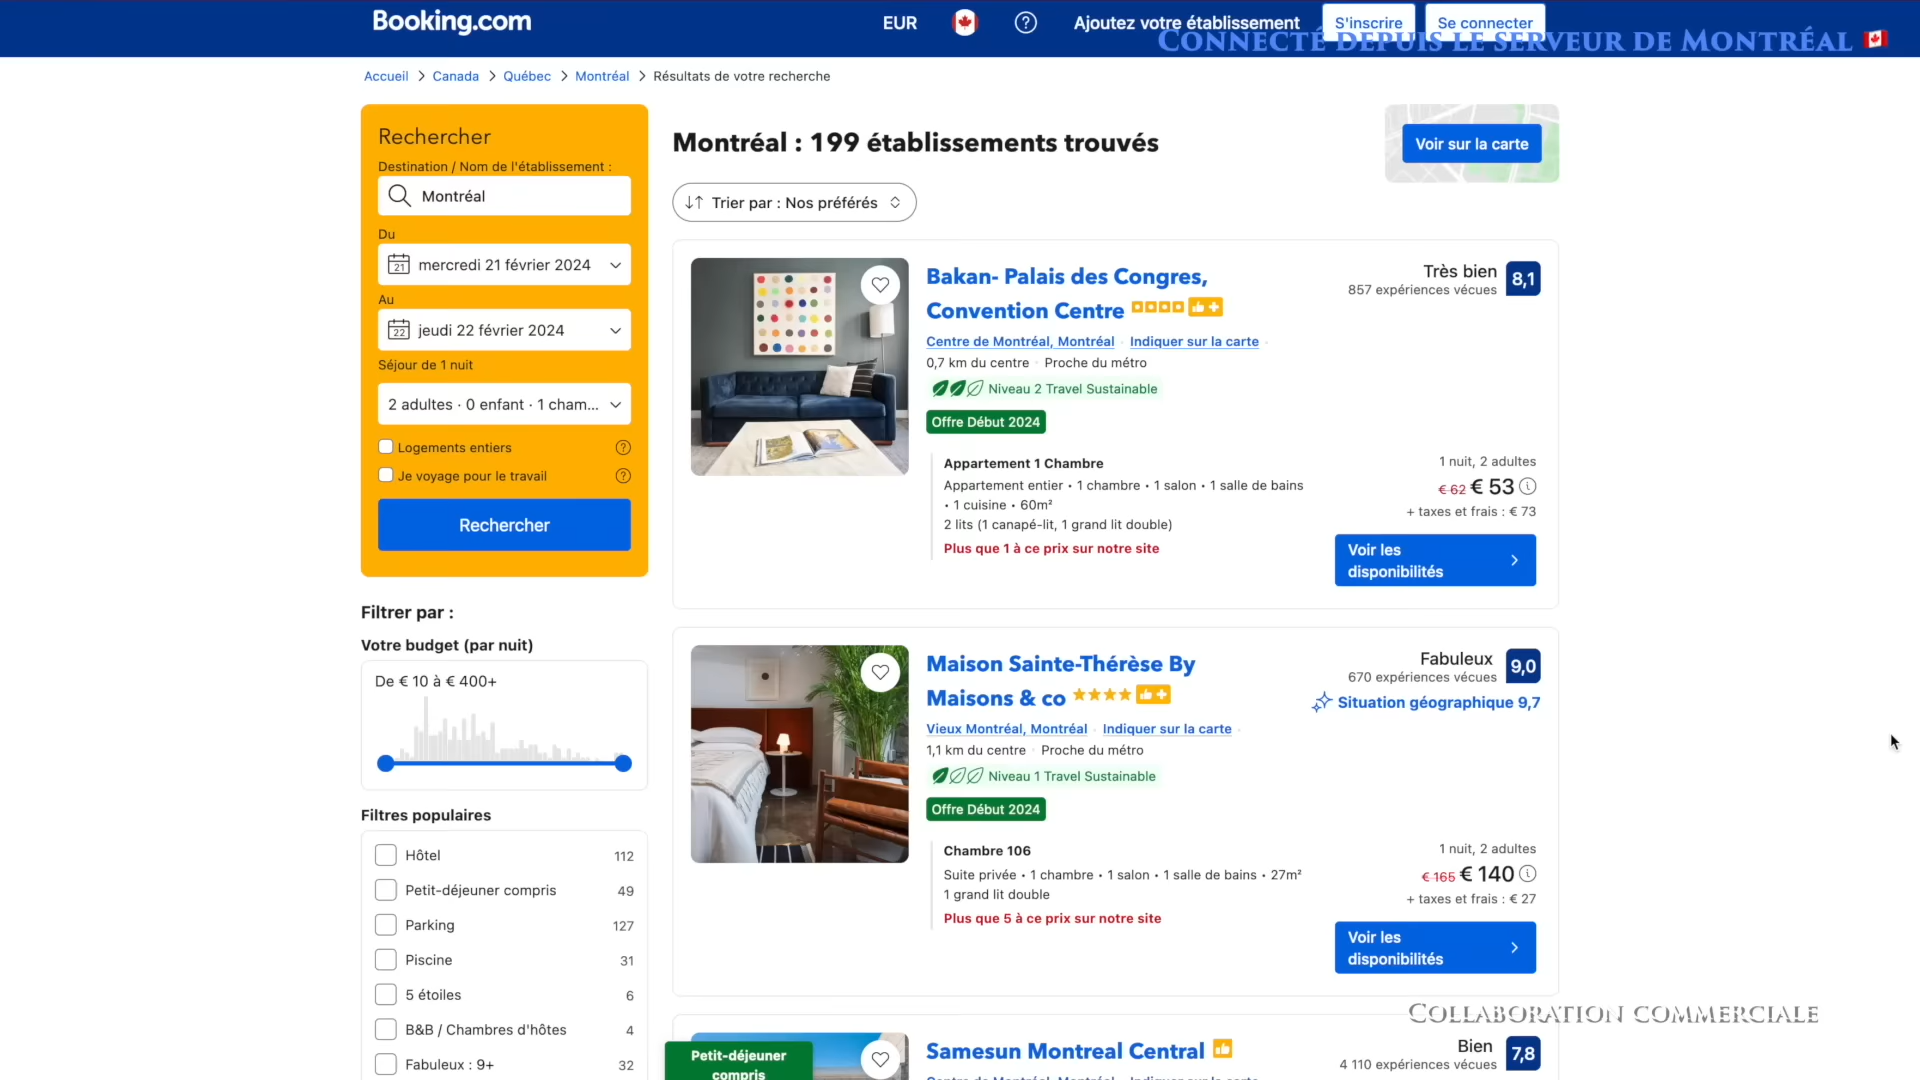 Booking.com
EUR
Ajoutez votre établissement
S'inscrire
Se connecter
Connecté depuis le serveur de Montréal
Accueil > Canada > Québec > Montréal > Résultats de votre recherche
Rechercher
Destination / Nom de l'établissement :
Montréal
Du
21
mercredi 21 février 2024
Au
22
jeudi 22 février 2024
Séjour de 1 nuit
2 adultes · 0 enfant · 1 cham...
Logements entiers
Je voyage pour le travail
Rechercher
Filtrer par :
Votre budget (par nuit)
De € 10 à € 400+
Filtres populaires
Hôtel 112
Petit-déjeuner compris 49
Parking 127
Piscine 31
5 étoiles 6
B&B / Chambres d'hôtes 4
Fabuleux : 9+ 32
Montréal : 199 établissements trouvés
Voir sur la carte
Trier par : Nos préférés
Bakan- Palais des Congres,
Convention Centre
Très bien
857 expériences vécues
8,1
Centre de Montréal, Montréal · Indiquer sur la carte ·
0,7 km du centre · Proche du métro
Niveau 2 Travel Sustainable
Offre Début 2024
Appartement 1 Chambre
Appartement entier • 1 chambre • 1 salon • 1 salle de bains
• 1 cuisine • 60m²
2 lits (1 canapé-lit, 1 grand lit double)
Plus que 1 à ce prix sur notre site
1 nuit, 2 adultes
€ 62 € 53
+ taxes et frais : € 73
Voir les
disponibilités
Maison Sainte-Thérèse By
Maisons & co
Fabuleux
670 expériences vécues
9,0
Situation géographique 9,7
Vieux Montréal, Montréal · Indiquer sur la carte ·
1,1 km du centre · Proche du métro
Niveau 1 Travel Sustainable
Offre Début 2024
Chambre 106
Suite privée • 1 chambre • 1 salon • 1 salle de bains • 27m²
1 grand lit double
Plus que 5 à ce prix sur notre site
1 nuit, 2 adultes
€ 165 € 140
+ taxes et frais : € 27
Voir les
disponibilités
Collaboration commerciale
Petit-déjeuner
compris
Samesun Montreal Central
Bien
4 110 expériences vécues
7,8
Centre de Montréal, Montréal · Indiquer sur la carte